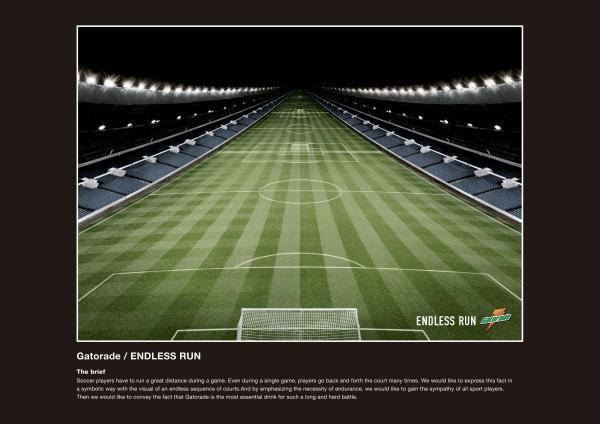 ENDLESS RUN GATORADE
Gatorade / ENDLESS RUN
The brief
Soccer players have to run a great distance during a game. Even during a single game, players go back and forth the court many times. We would like to express this fact in
a symbolic way with the visual of an endless sequence of courts.And by emphasizing the necessity of endurance, we would like to gain the sympathy of all sport players.
Then we would like to convey the fact that Gatorade is the most essential drink for such a long and hard battle.